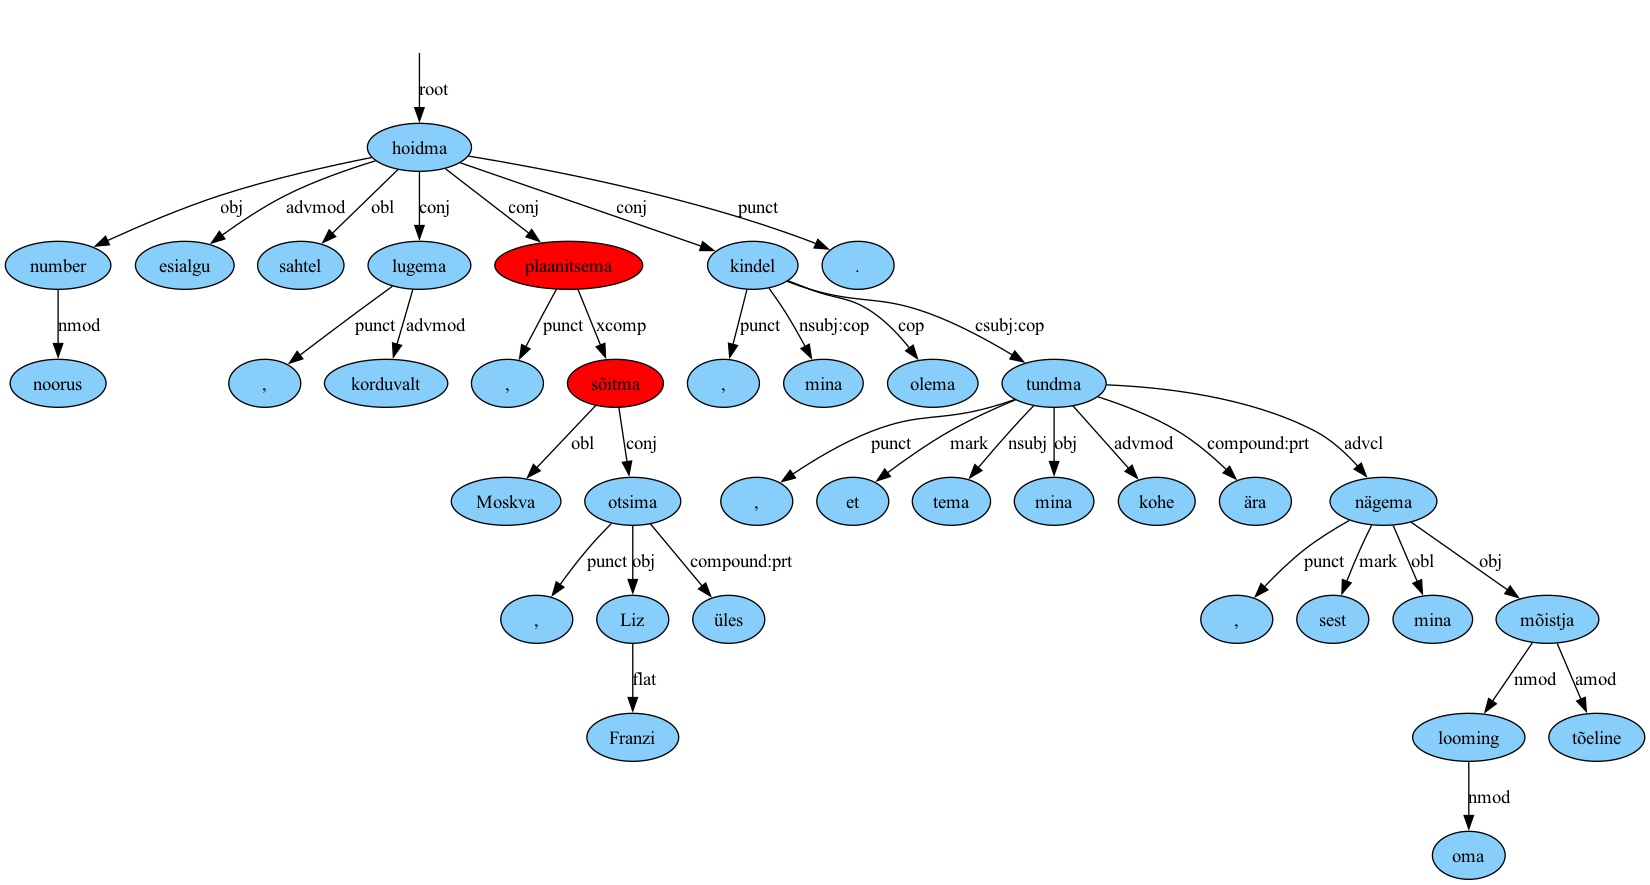 root
hoidma
obj advmod obl conj conj conj punct
number esialgu sahtel lugema plaanitsema kindel .
nmod punct advmod punct xcomp punct nsubj:cop cop csubj:cop
noorus , korduvalt , sõitma , mina olema tundma
obl conj punct mark nsubj obj advmod compound:prt advcl
Moskva otsima , et tema mina kohe ära nägema
punct obj compound:prt punct mark obl obj
, Liz üles , sest mina mõistja
flat nmod amod
Franzi looming tõeline
nmod
oma